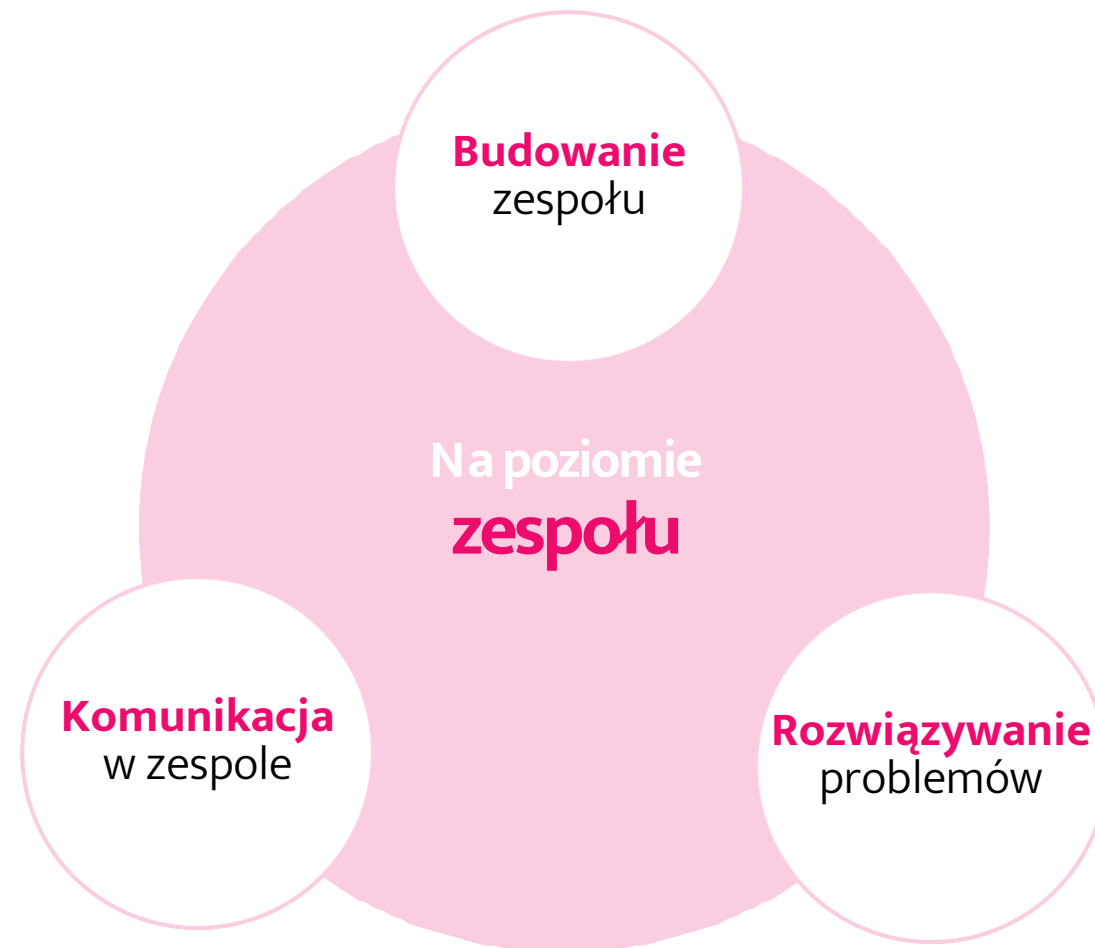 Budowanie
zespołu
Na poziomie
zespołu
Komunikacja
w zespole
Rozwiązywanie
problemów